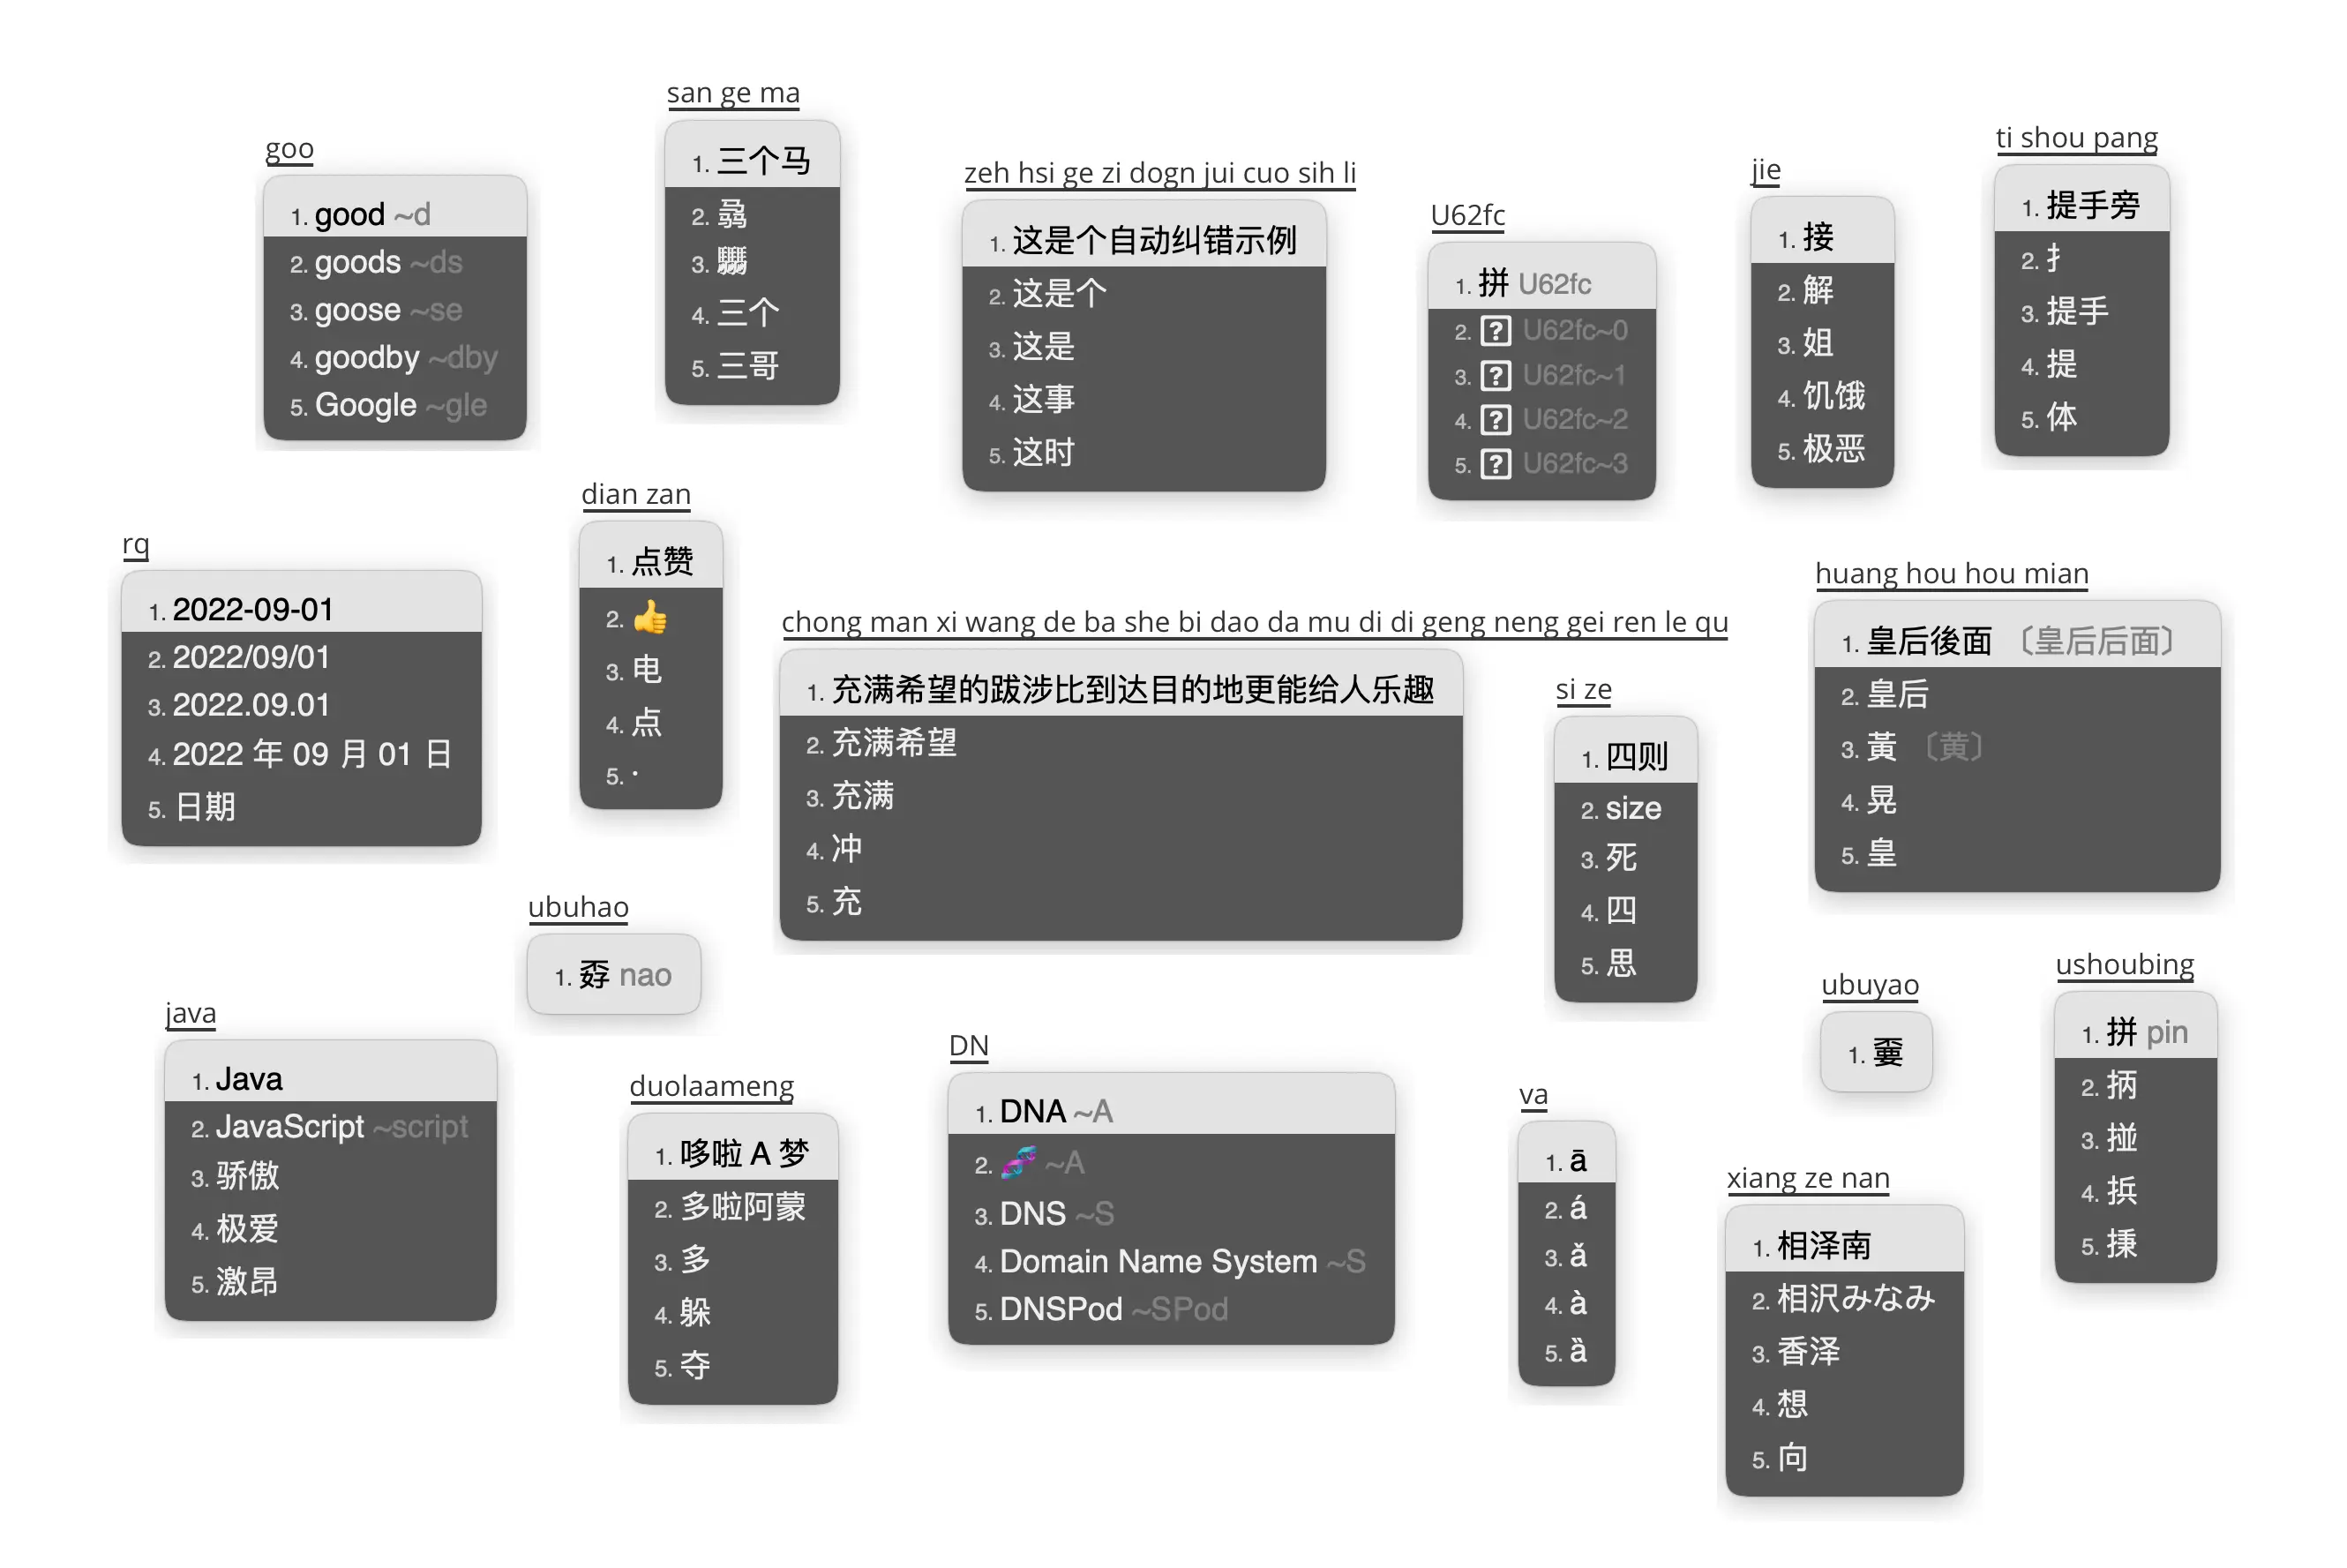 goo
1. good ~d
2. goods ~ds
3. goose ~se
4. goodby ~dby
5. Google ~gle
san ge ma
1. 三个马
2. 骉
3. 驫
4. 三个
5. 三哥
zeh hsi ge zi dogn jui cuo sih li
1. 这是个自动纠错示例
2. 这是个
3. 这是
4. 这事
5. 这时
U62fc
1. 拼 U62fc
2. U62fc~0
3. U62fc~1
4. U62fc~2
5. U62fc~3
jie
1. 接
2. 解
3. 姐
4. 饥饿
5. 极恶
ti shou pang
1. 提手旁
2. 扌
3. 提手
4. 提
5. 体
rq
1. 2022-09-01
2. 2022/09/01
3. 2022.09.01
4. 2022 年 09 月 01 日
5. 日期
dian zan
1. 点赞
2. 👍
3. 电
4. 点
5. ·
chong man xi wang de ba she bi dao da mu di di geng neng gei ren le qu
1. 充满希望的跋涉比到达目的地更能给人乐趣
2. 充满希望
3. 充满
4. 冲
5. 充
si ze
1. 四则
2. size
3. 死
4. 四
5. 思
huang hou hou mian
1. 皇后後面 〔皇后后面〕
2. 皇后
3. 黃 〔黄〕
4. 晃
5. 皇
ubuhao
1. 孬 nao
java
1. Java
2. JavaScript ~script
3. 骄傲
4. 极爱
5. 激昂
duolaameng
1. 哆啦 A 梦
2. 多啦阿蒙
3. 多
4. 躲
5. 夺
DN
1. DNA ~A
2. 🧬 ~A
3. DNS ~S
4. Domain Name System ~S
5. DNSPod ~SPod
va
1. ā
2. á
3. ǎ
4. à
5. ȁ
ubuyao
1. 嫑
ushoubing
1. 拼 pin
2. 抦
3. 掽
4. 捳
5.
xiang ze nan
1. 相泽南
2. 相沢みなみ
3. 香泽
4. 想
5. 向